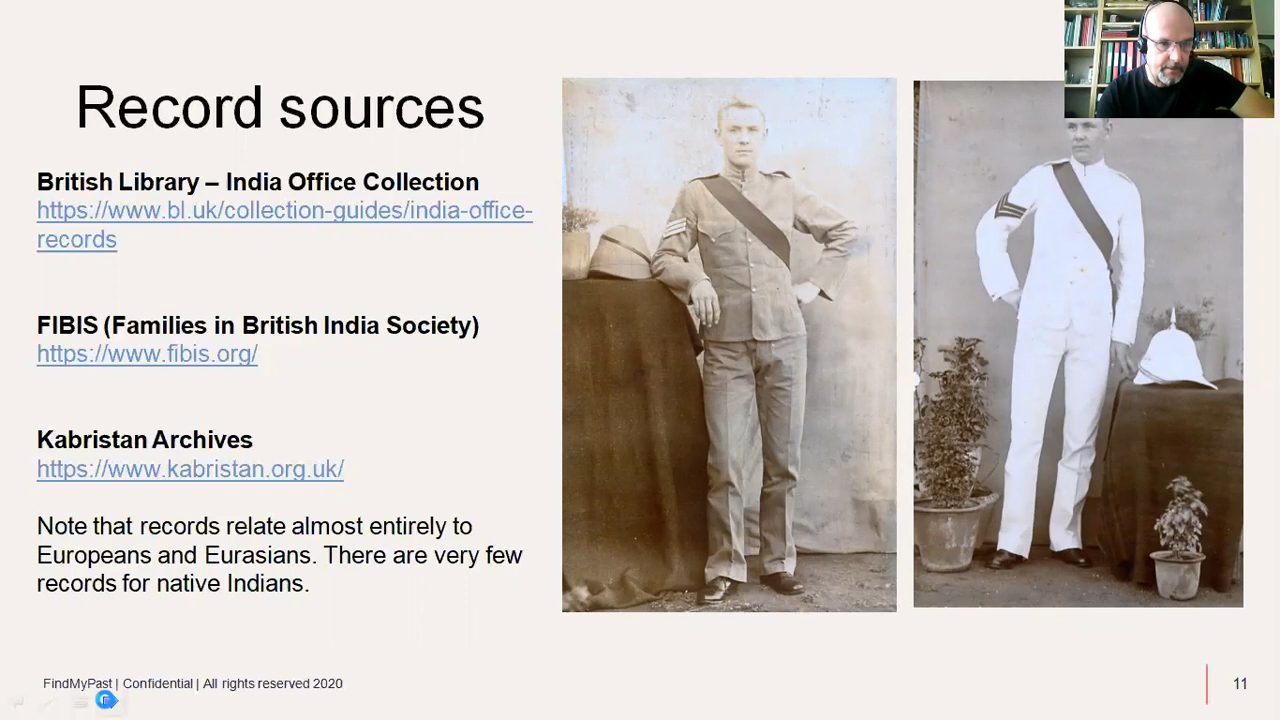 Record sources
British Library – India Office Collection
https://www.bl.uk/collection-guides/india-office-
records
FIBIS (Families in British India Society)
https://www.fibis.org/
Kabristan Archives
https://www.kabristan.org.uk/
Note that records relate almost entirely to
Europeans and Eurasians. There are very few
records for native Indians.
FindMyPast | Confidential | All rights reserved 2020
11